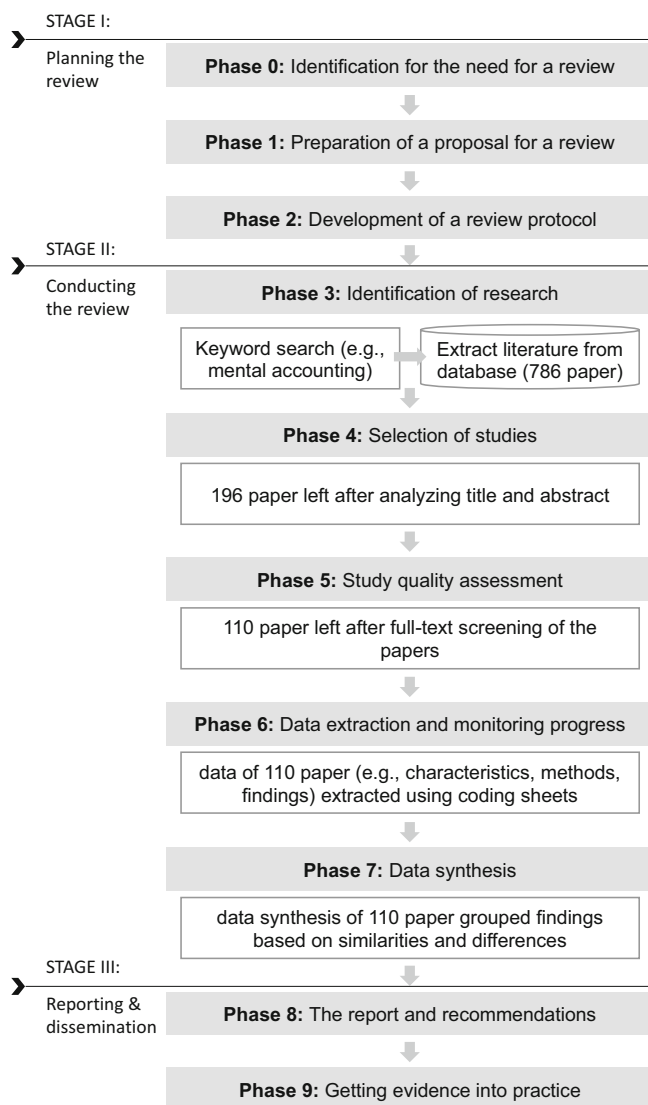 STAGE I:
Planning the
review
Phase 0: Identification for the need for a review
Phase 1: Preparation of a proposal for a review
Phase 2: Development of a review protocol
STAGE II:
Conducting
the review
Phase 3: Identification of research
Keyword search (e.g.,
mental accounting)
Extract literature from
database (786 paper)
Phase 4: Selection of studies
196 paper left after analyzing title and abstract
Phase 5: Study quality assessment
110 paper left after full-text screening of the
papers
Phase 6: Data extraction and monitoring progress
data of 110 paper (e.g., characteristics, methods,
findings) extracted using coding sheets
Phase 7: Data synthesis
data synthesis of 110 paper grouped findings
based on similarities and differences
STAGE III:
Reporting &
dissemination
Phase 8: The report and recommendations
Phase 9: Getting evidence into practice